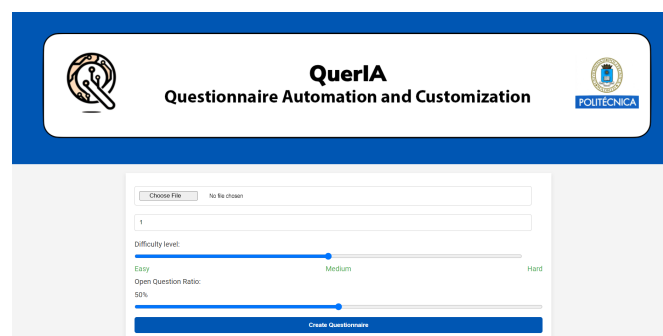 QuerIA
Questionnaire Automation and Customization
POLITÉCNICA
Choose File No file chosen
1
Difficulty level:
Easy Medium Hard
Open Question Ratio:
50%
Create Questionnaire